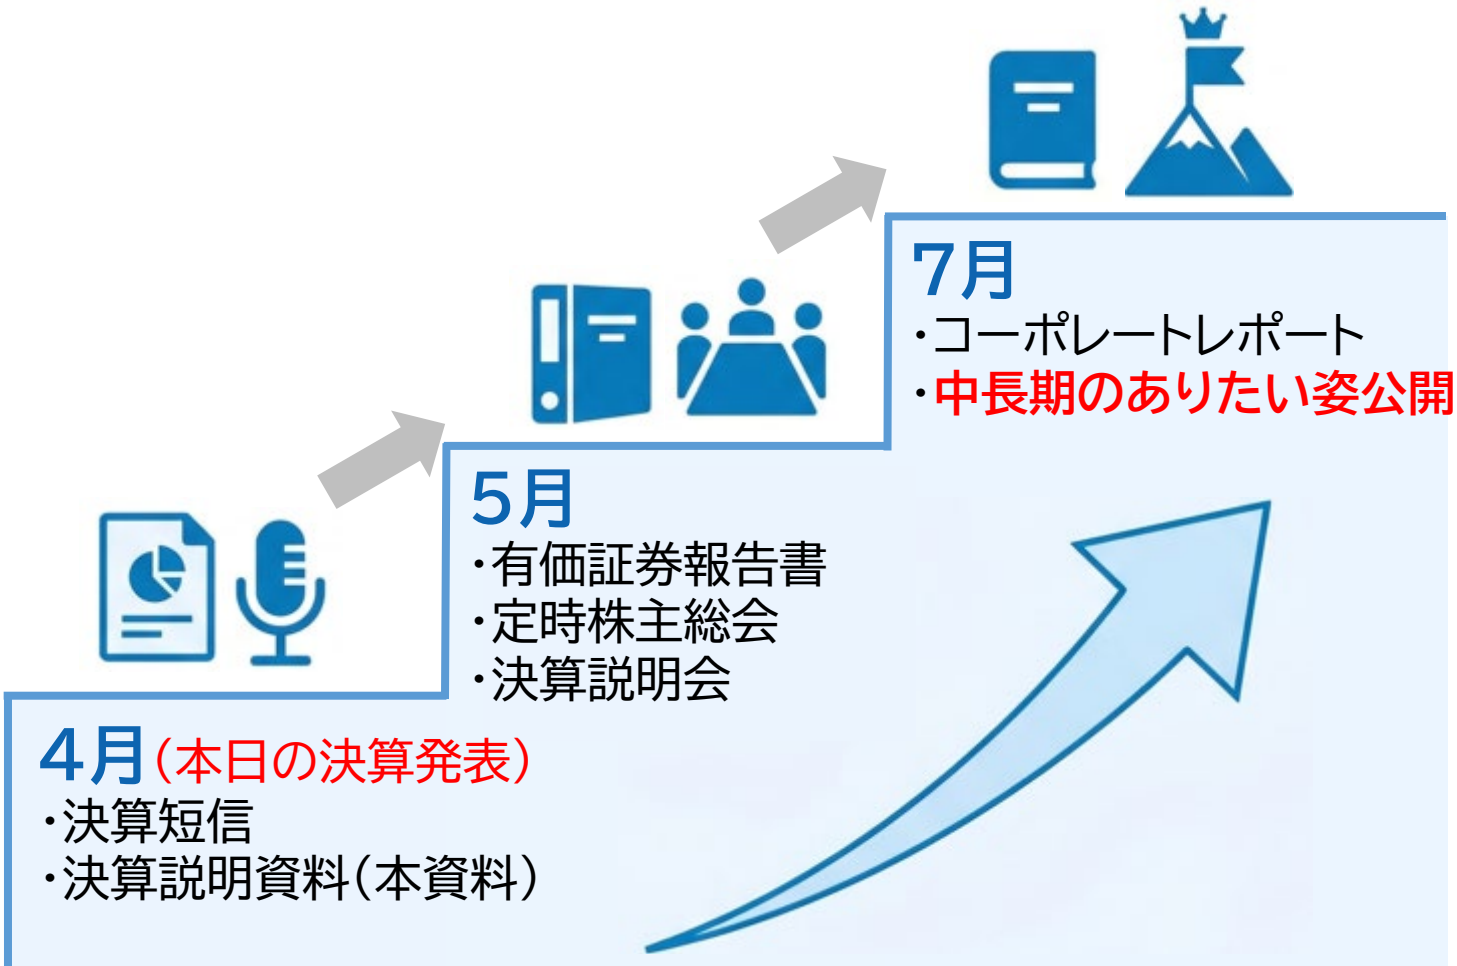 7月
・コーポレートレポート
・中長期のありたい姿公開
5月
・有価証券報告書
・定時株主総会
・決算説明会
4月(本日の決算発表)
・決算短信
・決算説明資料(本資料)